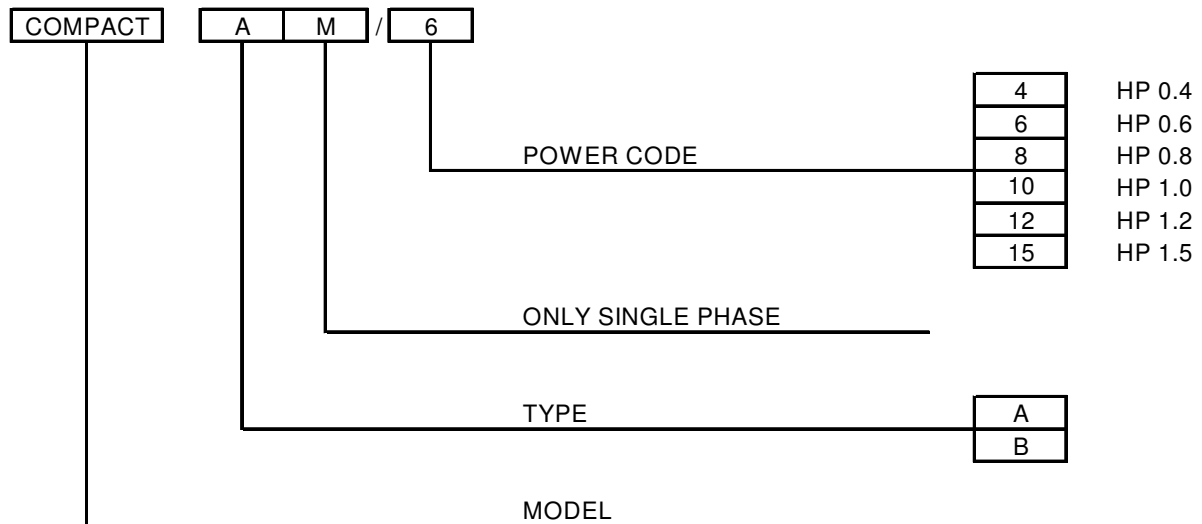 COMPACT A M / 6
4 HP 0.4
6 HP 0.6
POWER CODE 8 HP 0.8
10 HP 1.0
12 HP 1.2
15 HP 1.5
ONLY SINGLE PHASE
TYPE A
B
MODEL